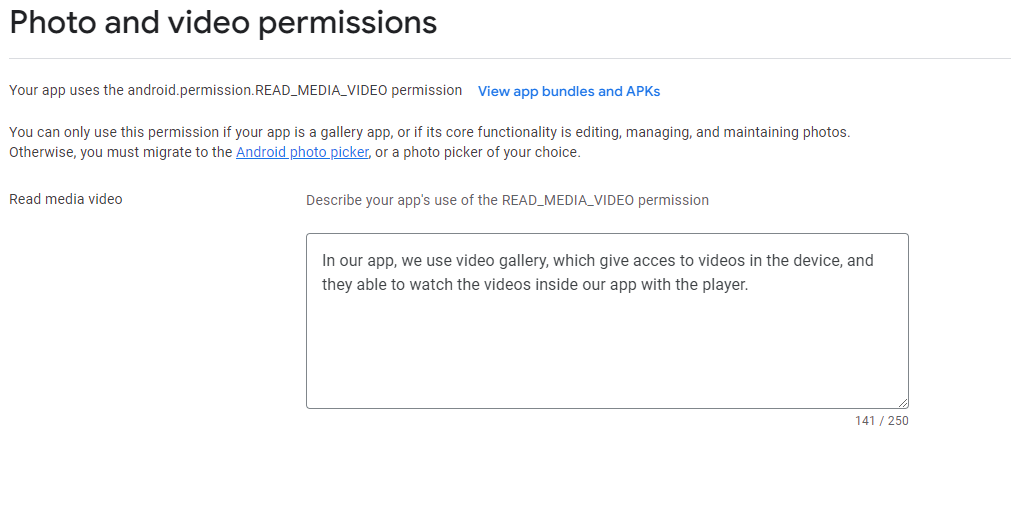 Photo and video permissions
Your app uses the android.permission.READ_MEDIA_VIDEO permission View app bundles and APKs
You can only use this permission if your app is a gallery app, or if its core functionality is editing, managing, and maintaining photos.
Otherwise, you must migrate to the Android photo picker, or a photo picker of your choice.
Read media video
Describe your app's use of the READ_MEDIA_VIDEO permission
In our app, we use video gallery, which give acces to videos in the device, and
they able to watch the videos inside our app with the player.
141 / 250